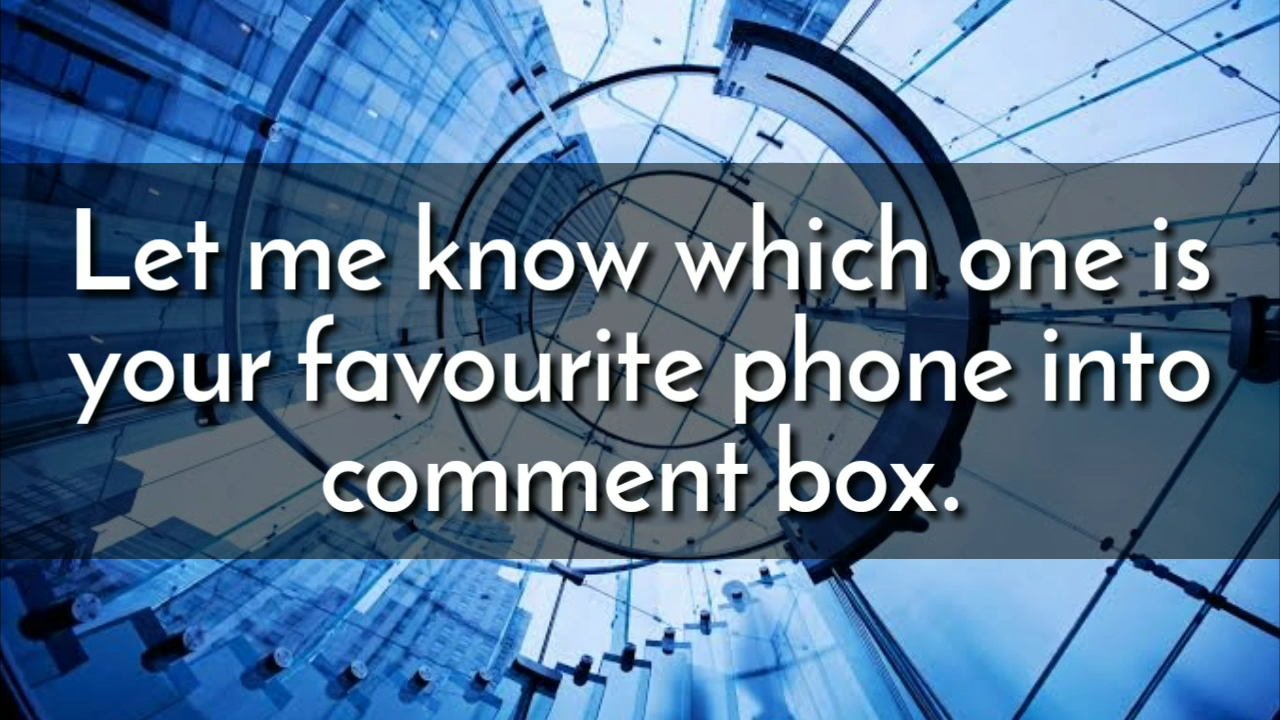 Let me know which one is
your favourite phone into
comment box.